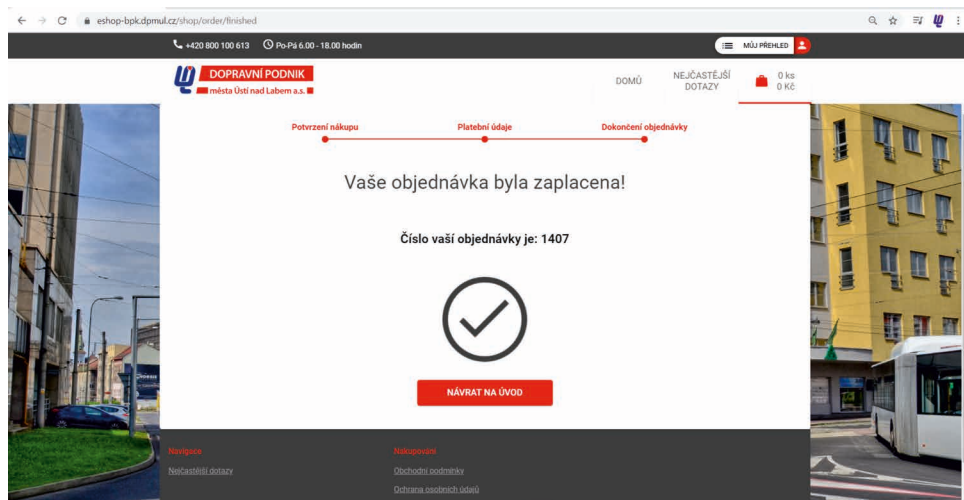 eshop-bpk.dpmul.cz/shop/order/finished
+420 800 100 613 Po-Pá 6.00 - 18.00 hodin
MŮJ PŘEHLED
DOPRAVNÍ PODNIK
města Ústí nad Labem a.s.
DOMŮ
NEJČASTĚJŠÍ
DOTAZY
0 ks
0 Kč
Potvrzení nákupu Platební údaje Dokončení objednávky
Vaše objednávka byla zaplacena!
Číslo vaší objednávky je: 1407
NÁVRAT NA ÚVOD
Navigace Nakupování
Nejčastější dotazy Obchodní podmínky
Ochrana osobních údajů